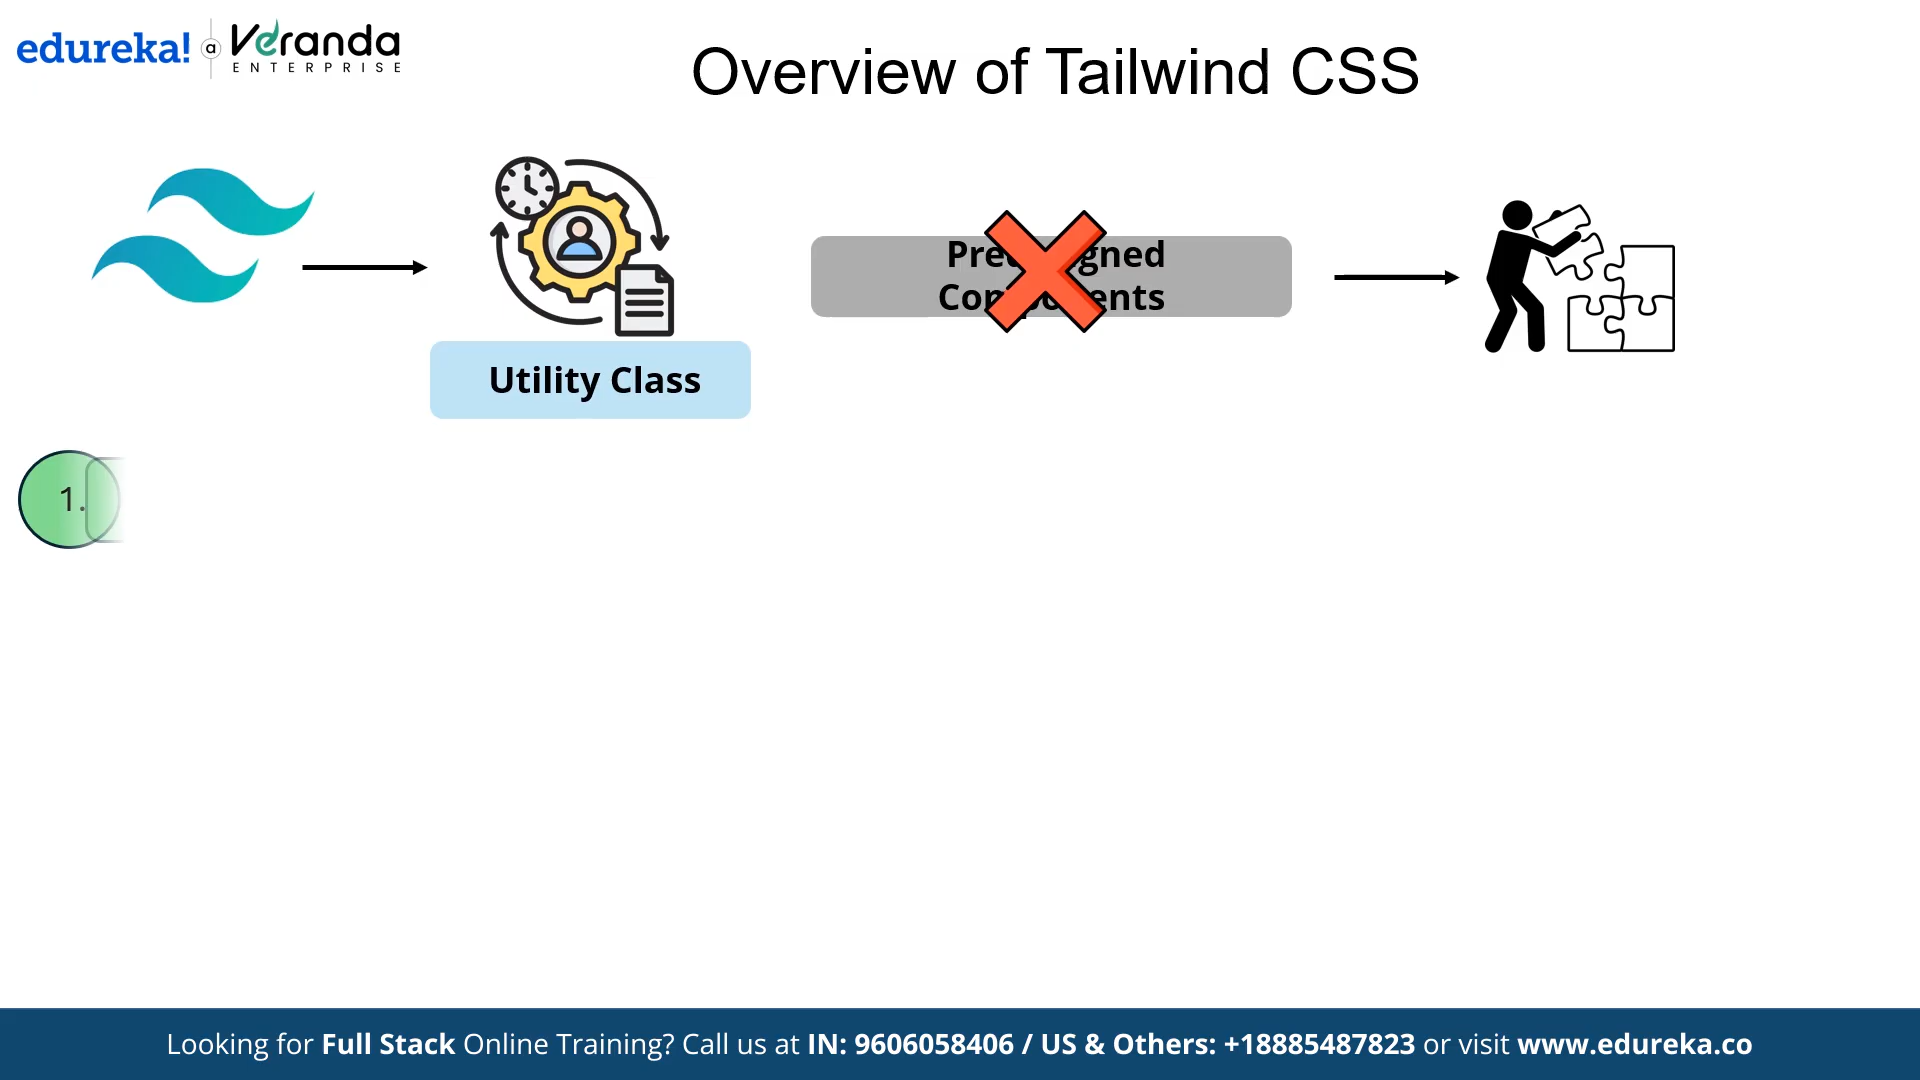 edureka!
a
Veranda
ENTERPRISE
Overview of Tailwind CSS
Utility Class
1.
Looking for Full Stack Online Training? Call us at IN: 9606058406 / US & Others: +18885487823 or visit www.edureka.co